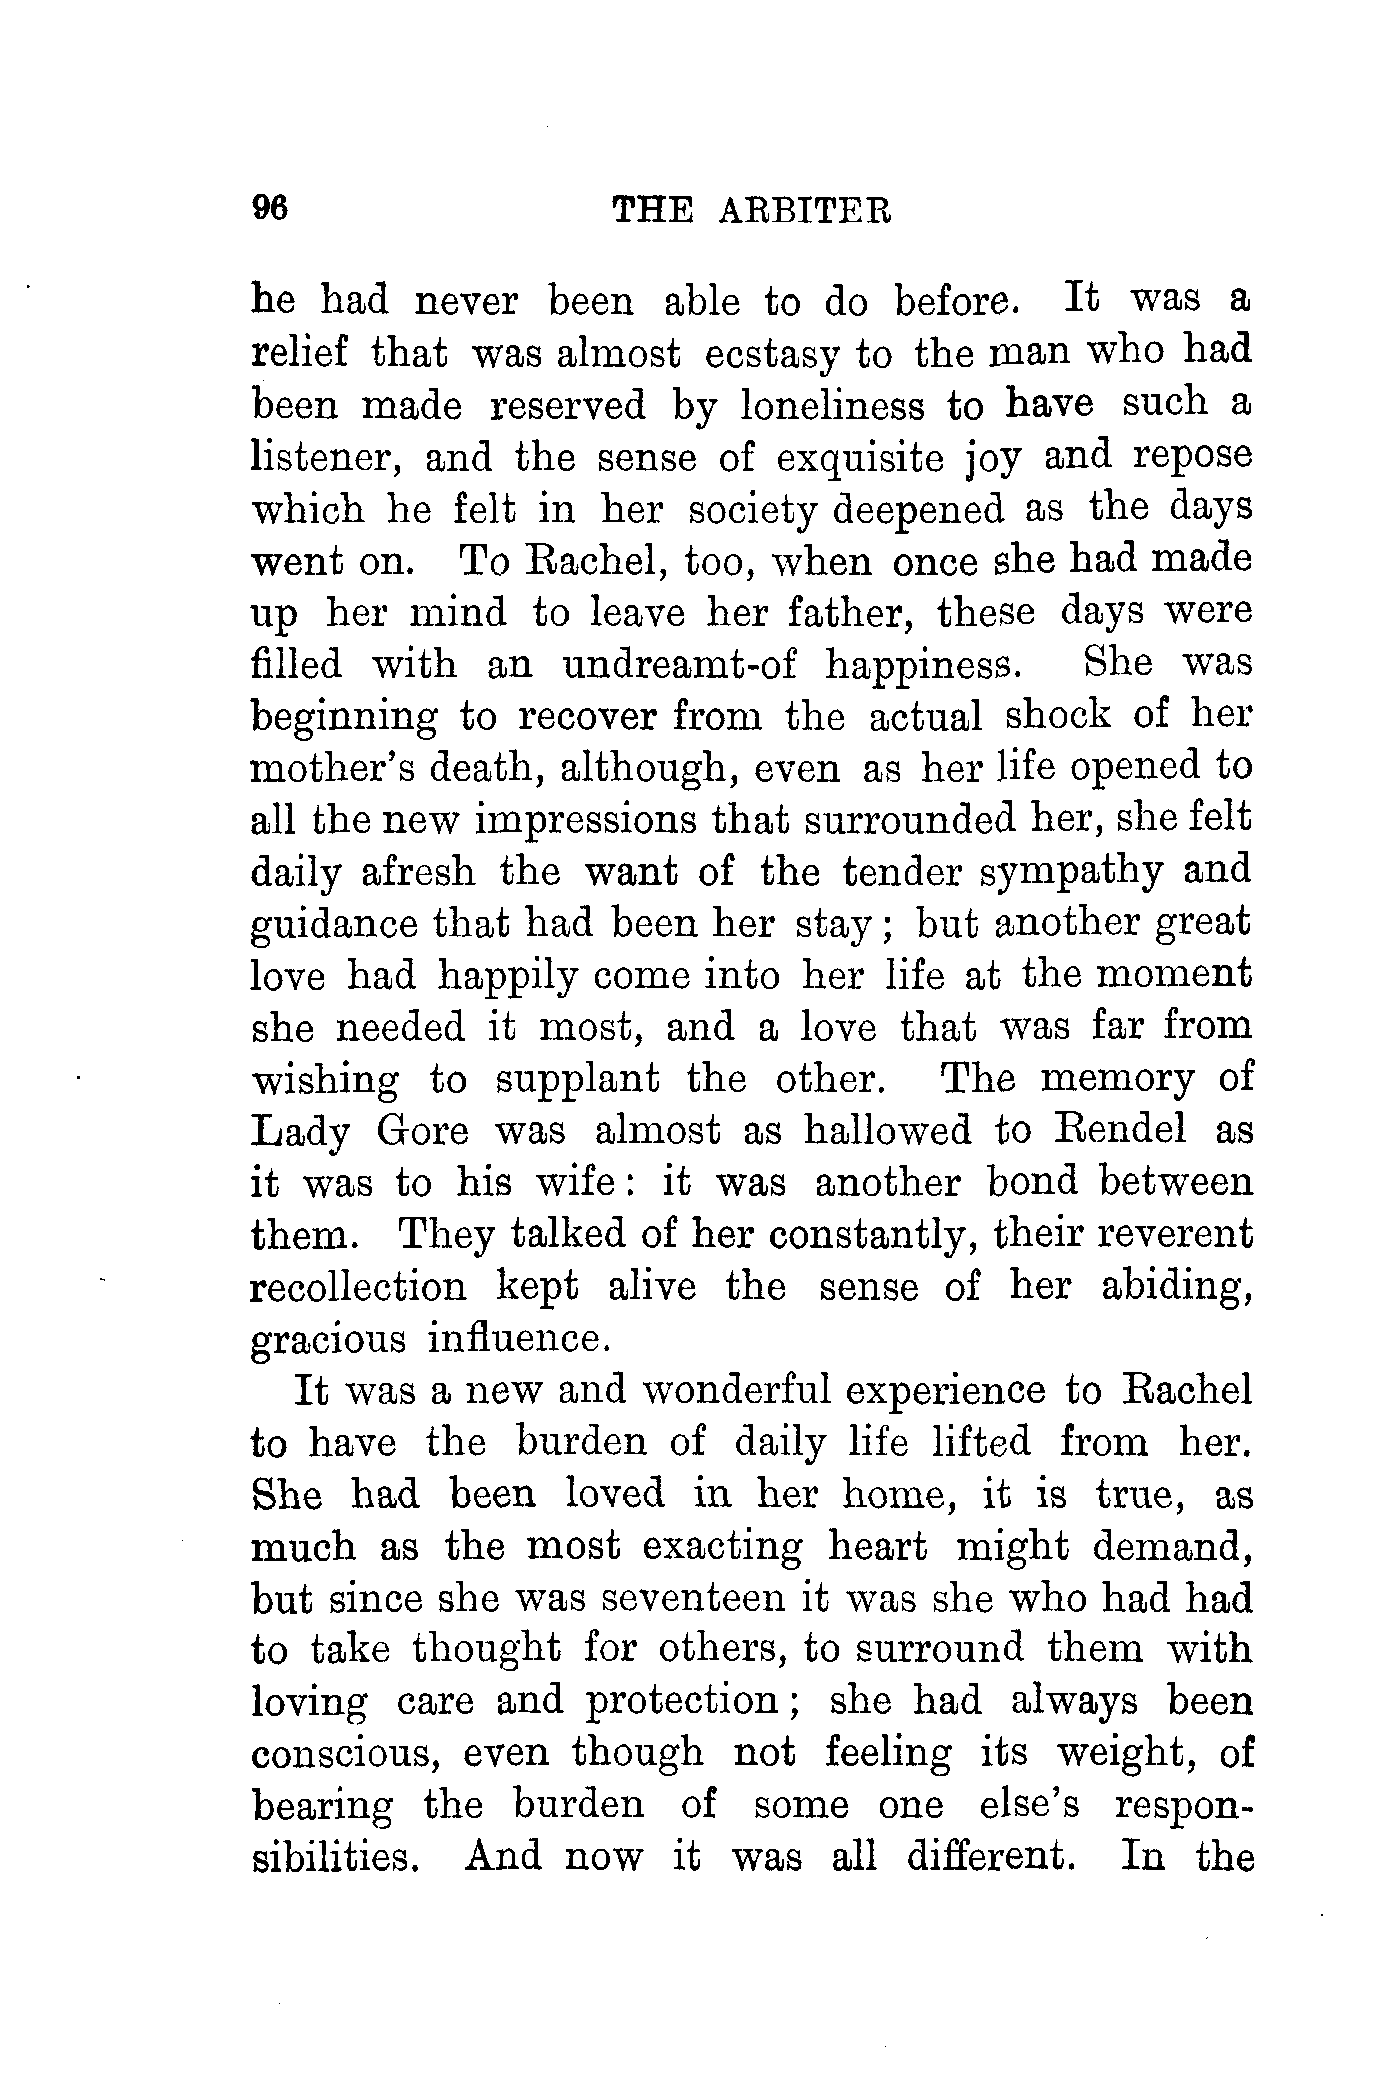 96 THE ARBITER
he had never been able to do before. It was a
relief that was almost ecstasy to the man who had
been made reserved by loneliness to have such a
listener, and the sense of exquisite joy and repose
which he felt in her society deepened as the days
went on. To Rachel, too, when once she had made
up her mind to leave her father, these days were
filled with an undreamt-of happiness. She was
beginning to recover from the actual shock of her
mother's death, although, even as her life opened to
all the new impressions that surrounded her, she felt
daily afresh the want of the tender sympathy and
guidance that had been her stay; but another great
love had happily come into her life at the moment
she needed it most, and a love that was far from
wishing to supplant the other. The memory of
Lady Gore was almost as hallowed to Rendel as
it was to his wife: it was another bond between
them. They talked of her constantly, their reverent
recollection kept alive the sense of her abiding,
gracious influence.
It was a new and wonderful experience to Rachel
to have the burden of daily life lifted from her.
She had been loved in her home, it is true, as
much as the most exacting heart might demand,
but since she was seventeen it was she who had had
to take thought for others, to surround them with
loving care and protection; she had always been
conscious, even though not feeling its weight, of
bearing the burden of some one else's respon-
sibilities. And now it was all different. In the